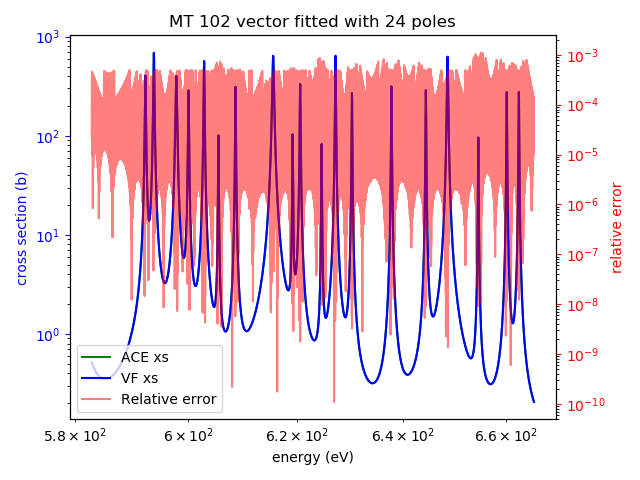 MT 102 vector fitted with 24 poles
10³
10²
10¹
10⁰
cross section (b)
10⁻³
10⁻⁴
10⁻⁵
10⁻⁶
10⁻⁷
10⁻⁸
10⁻⁹
10⁻¹⁰
relative error
ACE xs
VF xs
Relative error
5.8 × 10² 6 × 10² 6.2 × 10² 6.4 × 10² 6.6 × 10²
energy (eV)